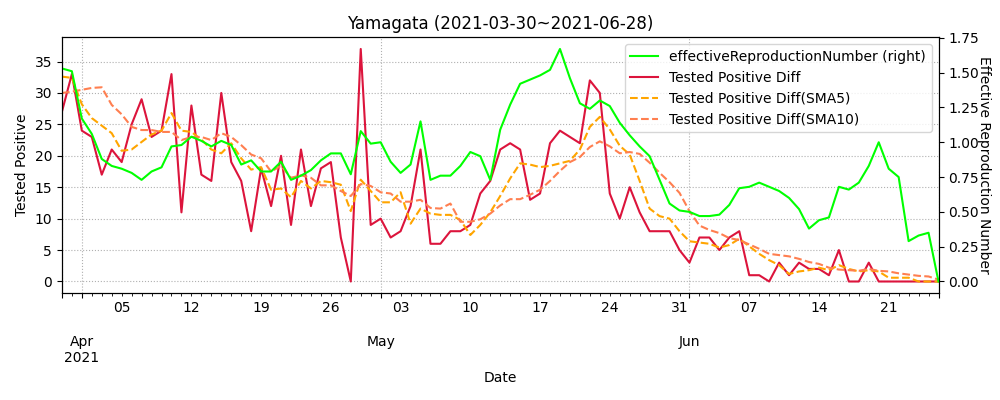 Yamagata (2021-03-30~2021-06-28)
effectiveReproductionNumber (right)
Tested Positive Diff
Tested Positive Diff(SMA5)
Tested Positive Diff(SMA10)
Tested Positive
35
30
25
20
15
10
5
0
1.75
1.50
1.25
1.00
0.75
0.50
0.25
0.00
Effective Reproduction Number
05 12 19 26 03 10 17 24 31 07 14 21
Apr May Jun
2021
Date